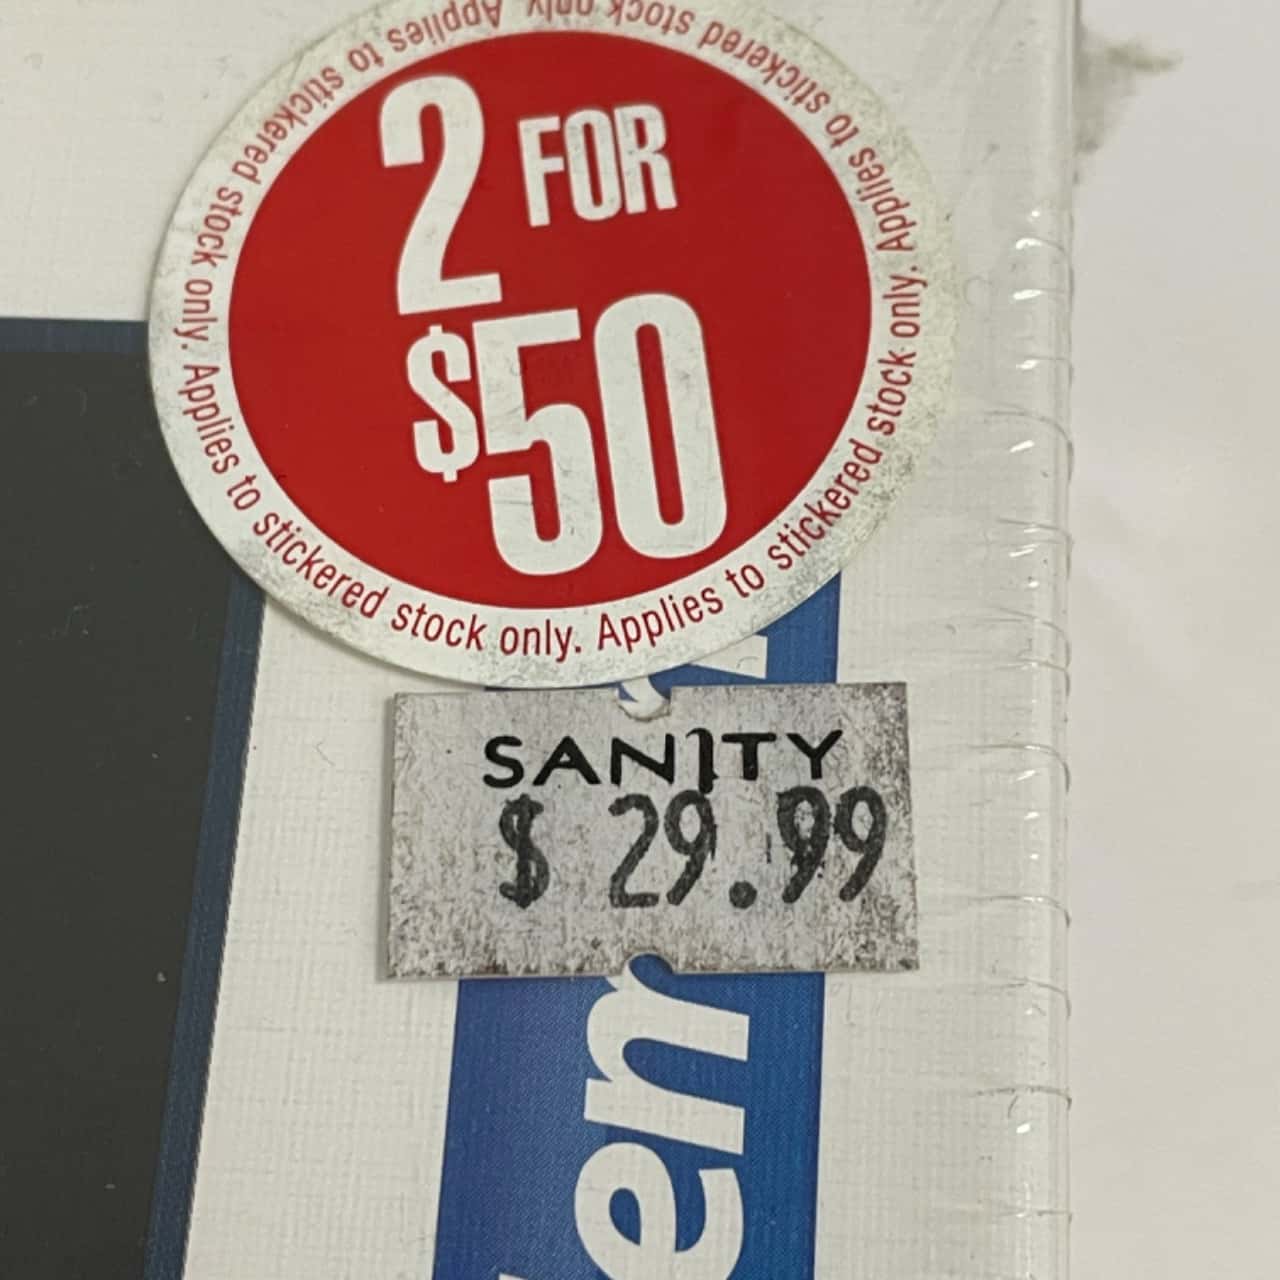 2 FOR
$50
Applies to stickered stock only. Applies to stickered stock only. Applies to stickered stock only. Applies to stickered stock only.
SANITY
$ 29.99
en